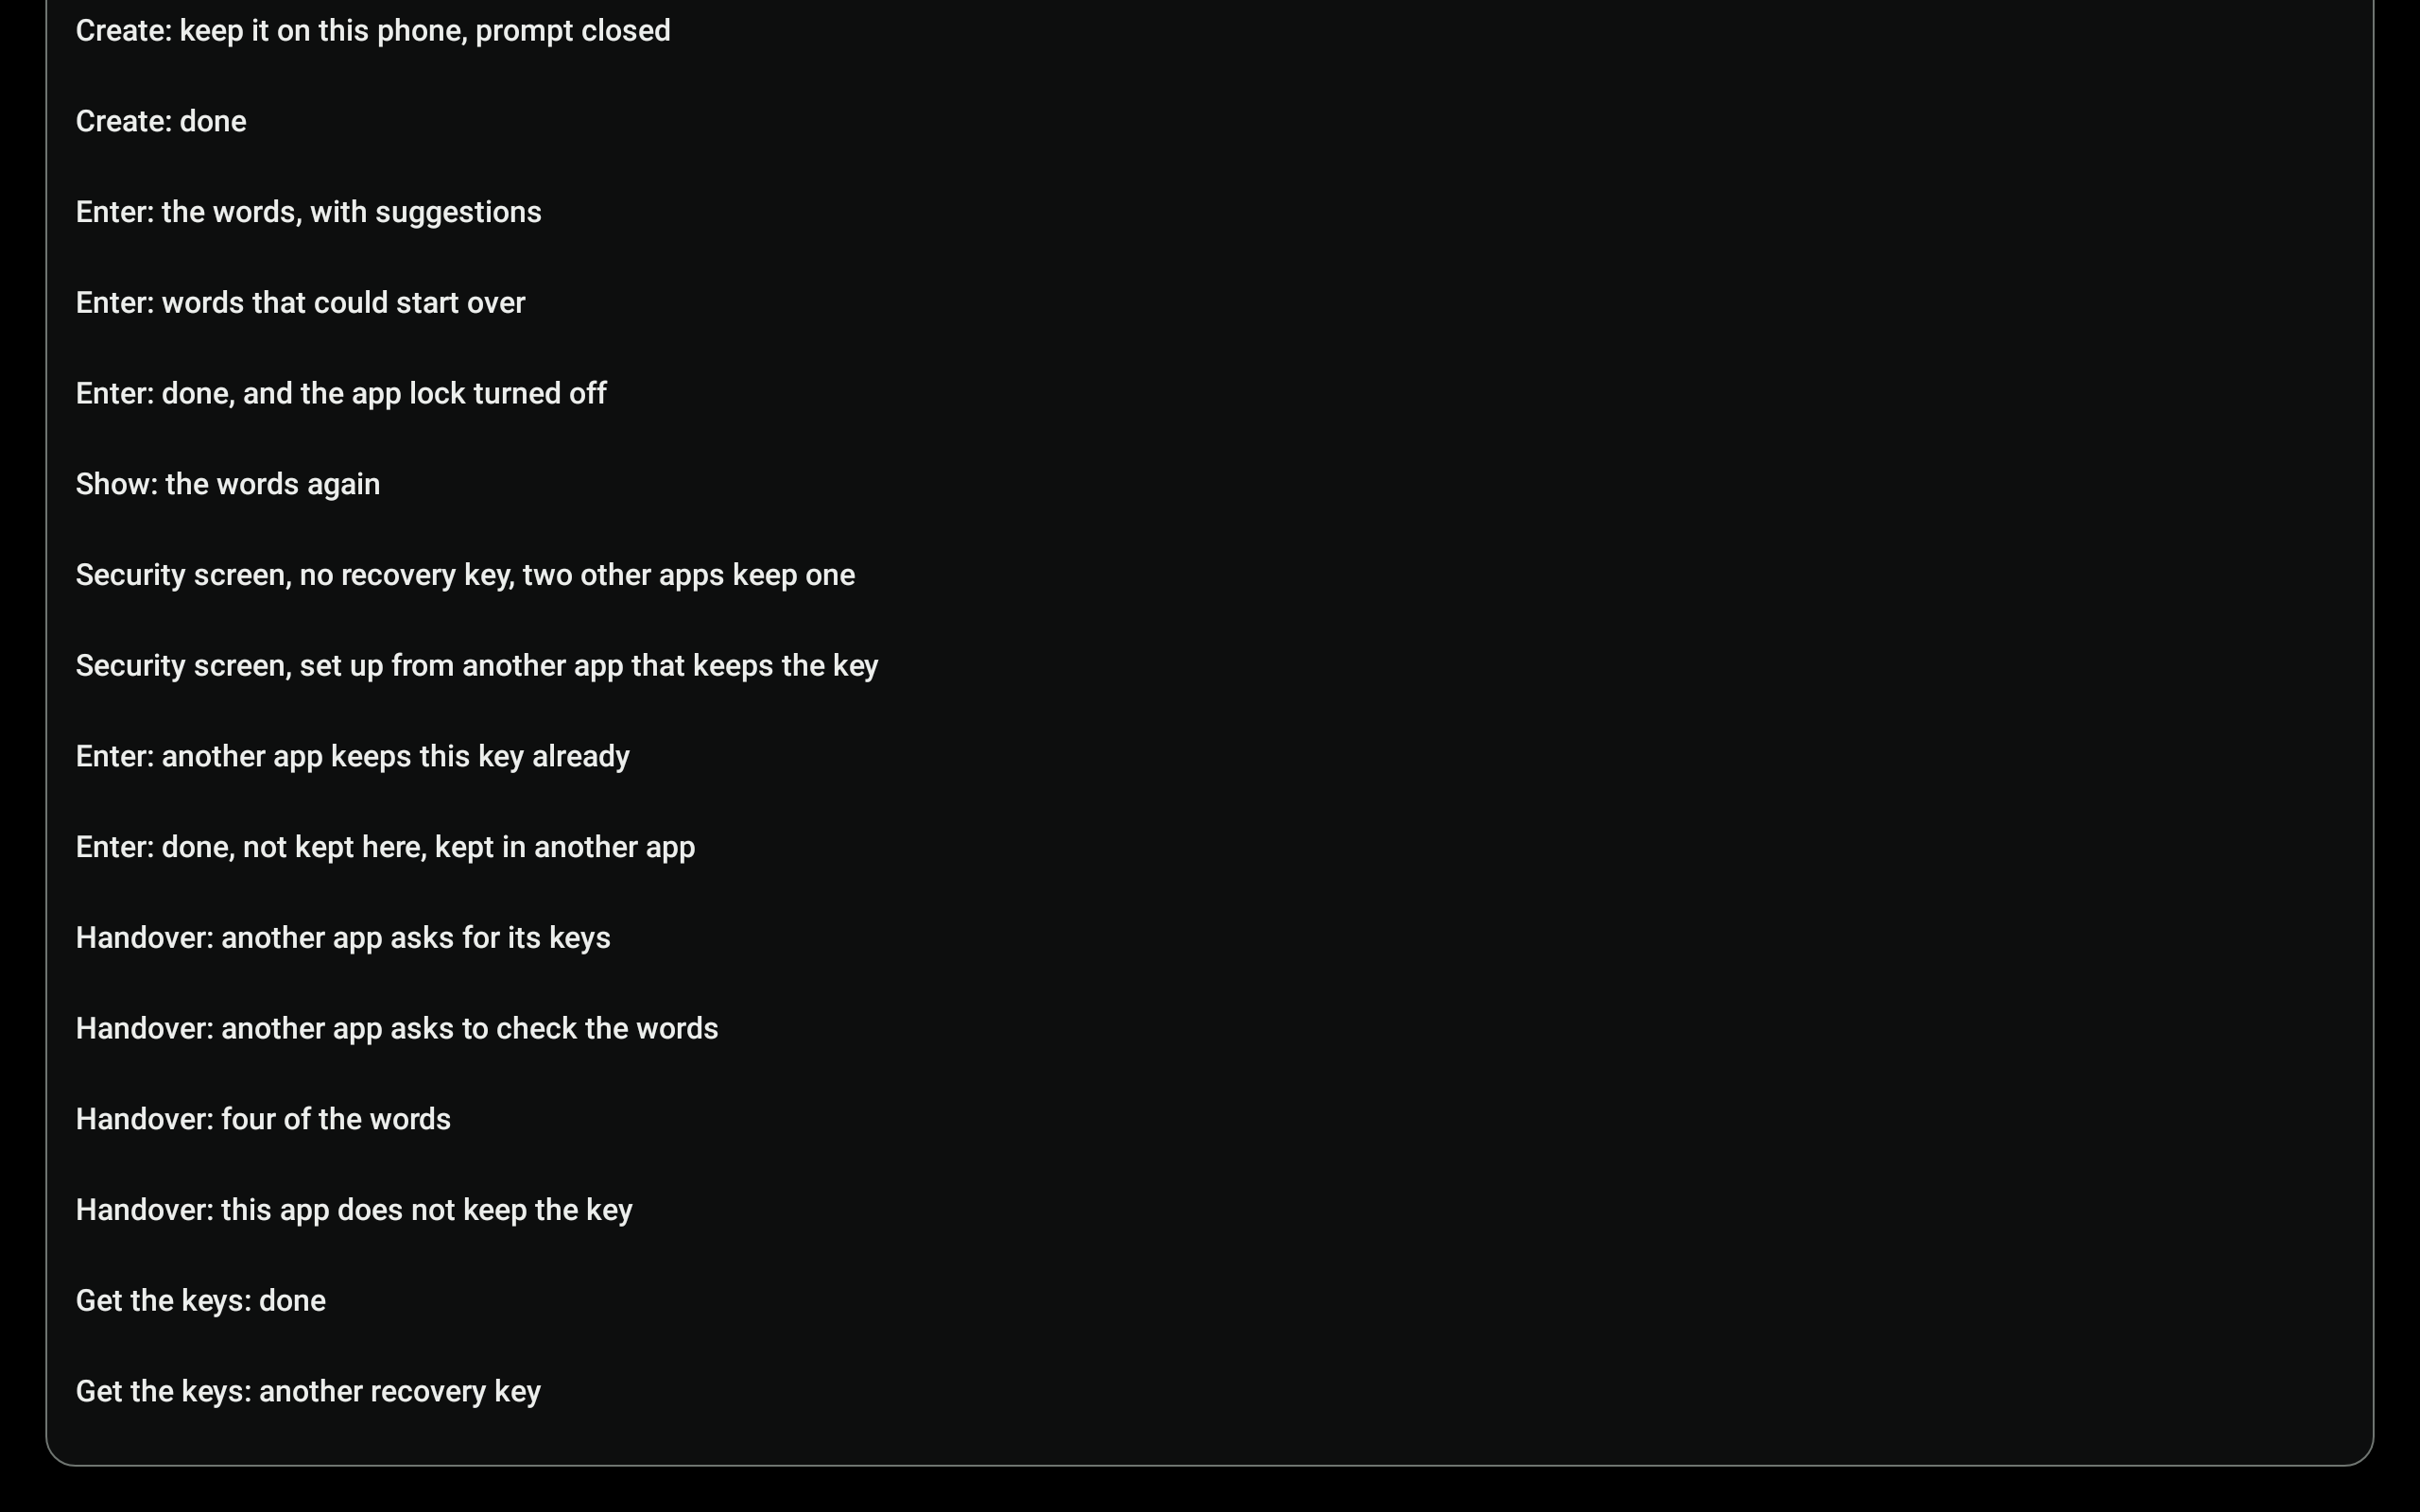 Create: keep it on this phone, prompt closed
Create: done
Enter: the words, with suggestions
Enter: words that could start over
Enter: done, and the app lock turned off
Show: the words again
Security screen, no recovery key, two other apps keep one
Security screen, set up from another app that keeps the key
Enter: another app keeps this key already
Enter: done, not kept here, kept in another app
Handover: another app asks for its keys
Handover: another app asks to check the words
Handover: four of the words
Handover: this app does not keep the key
Get the keys: done
Get the keys: another recovery key